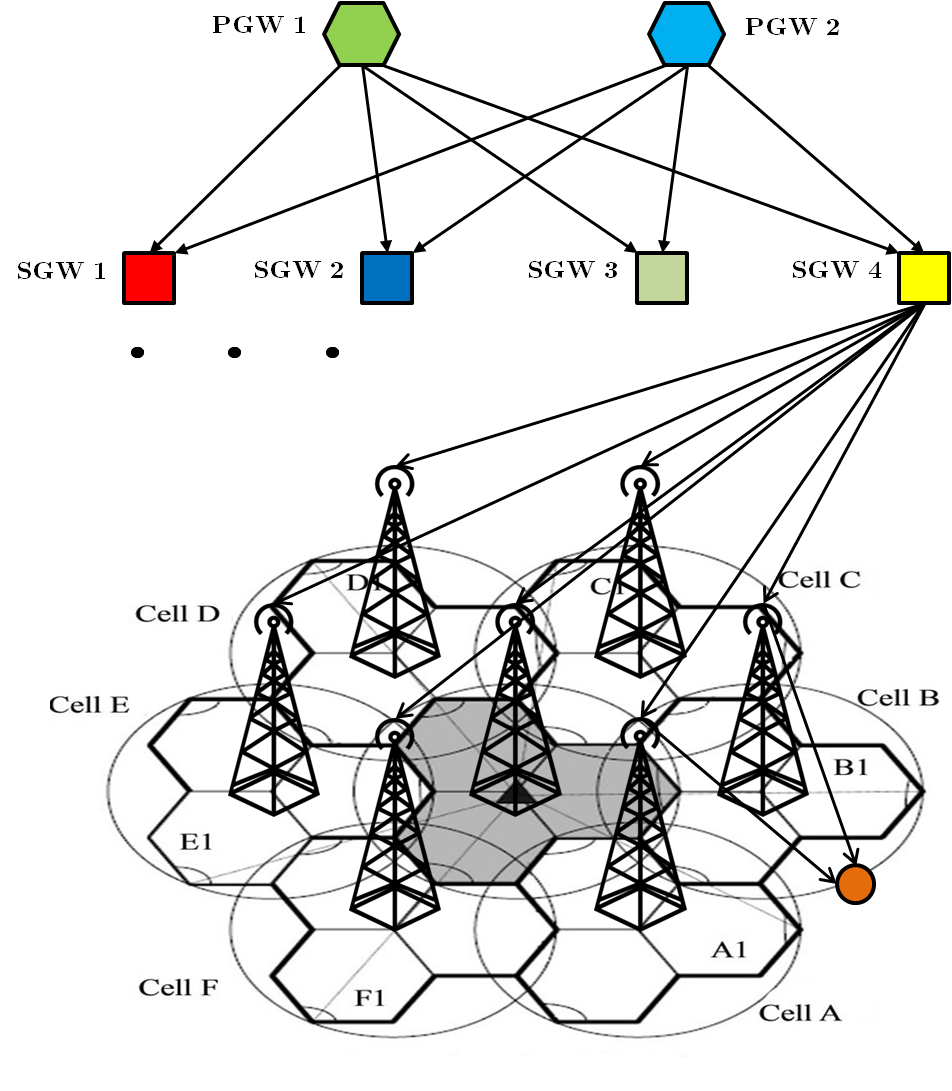 PGW 1
PGW 2
SGW 1
SGW 2
SGW 3
SGW 4
Cell C
D1
C1
Cell D
Cell E
Cell B
B1
E1
A1
Cell F
F1
Cell A